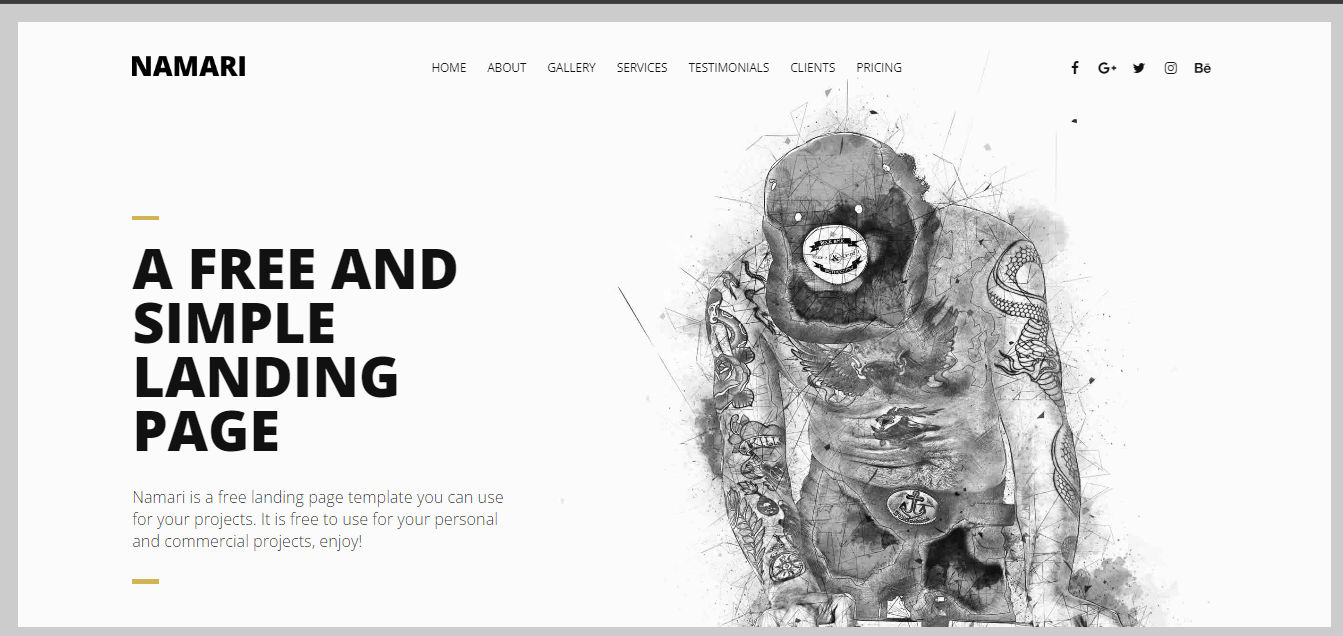 NAMARI
HOME ABOUT GALLERY SERVICES TESTIMONIALS CLIENTS PRICING
Bē
A FREE AND
SIMPLE
LANDING
PAGE
Namari is a free landing page template you can use
for your projects. It is free to use for your personal
and commercial projects, enjoy!